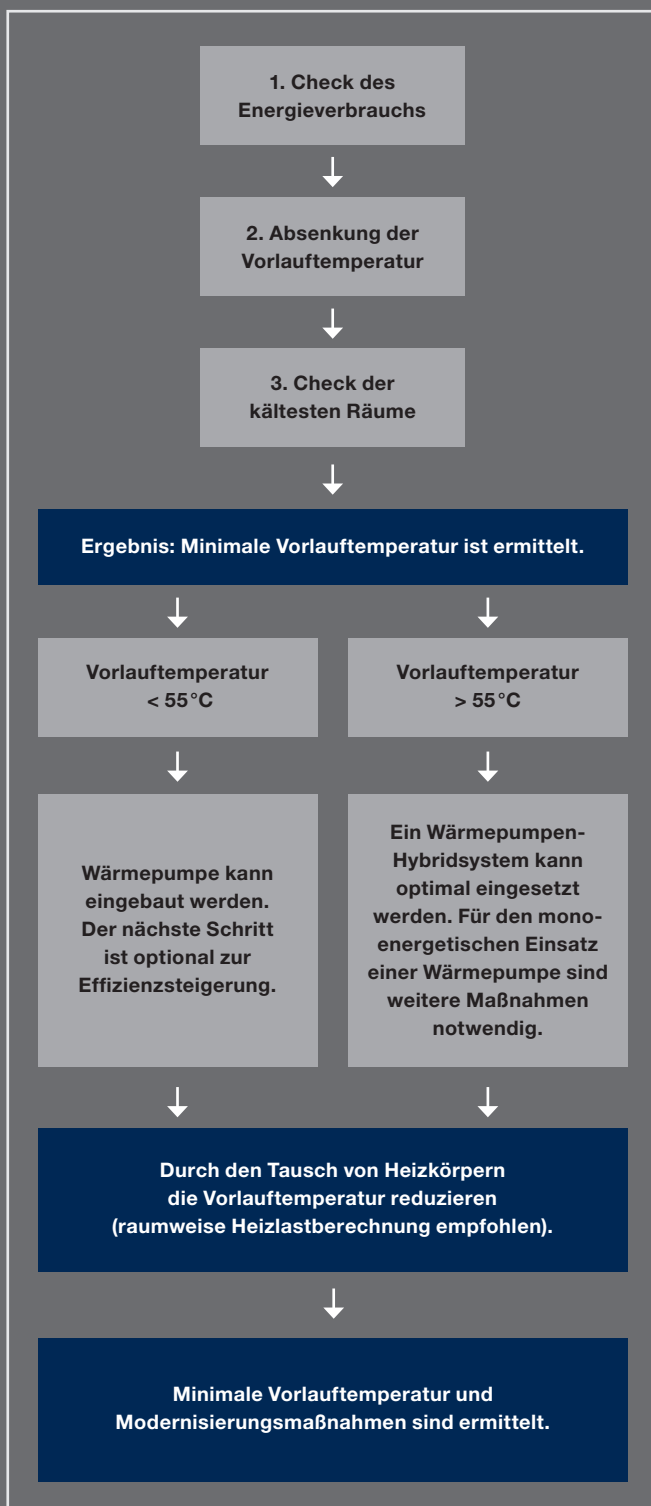 1. Check des
Energieverbrauchs
2. Absenkung der
Vorlauftemperatur
3. Check der
kältesten Räume
Ergebnis: Minimale Vorlauftemperatur ist ermittelt.
Vorlauftemperatur
< 55 °C
Vorlauftemperatur
> 55 °C
Wärmepumpe kann
eingebaut werden.
Der nächste Schritt
ist optional zur
Effizienzsteigerung.
Ein Wärmepumpen-
Hybridsystem kann
optimal eingesetzt
werden. Für den mono-
energetischen Einsatz
einer Wärmepumpe sind
weitere Maßnahmen
notwendig.
Durch den Tausch von Heizkörpern
die Vorlauftemperatur reduzieren
(raumweise Heizlastberechnung empfohlen).
Minimale Vorlauftemperatur und
Modernisierungsmaßnahmen sind ermittelt.